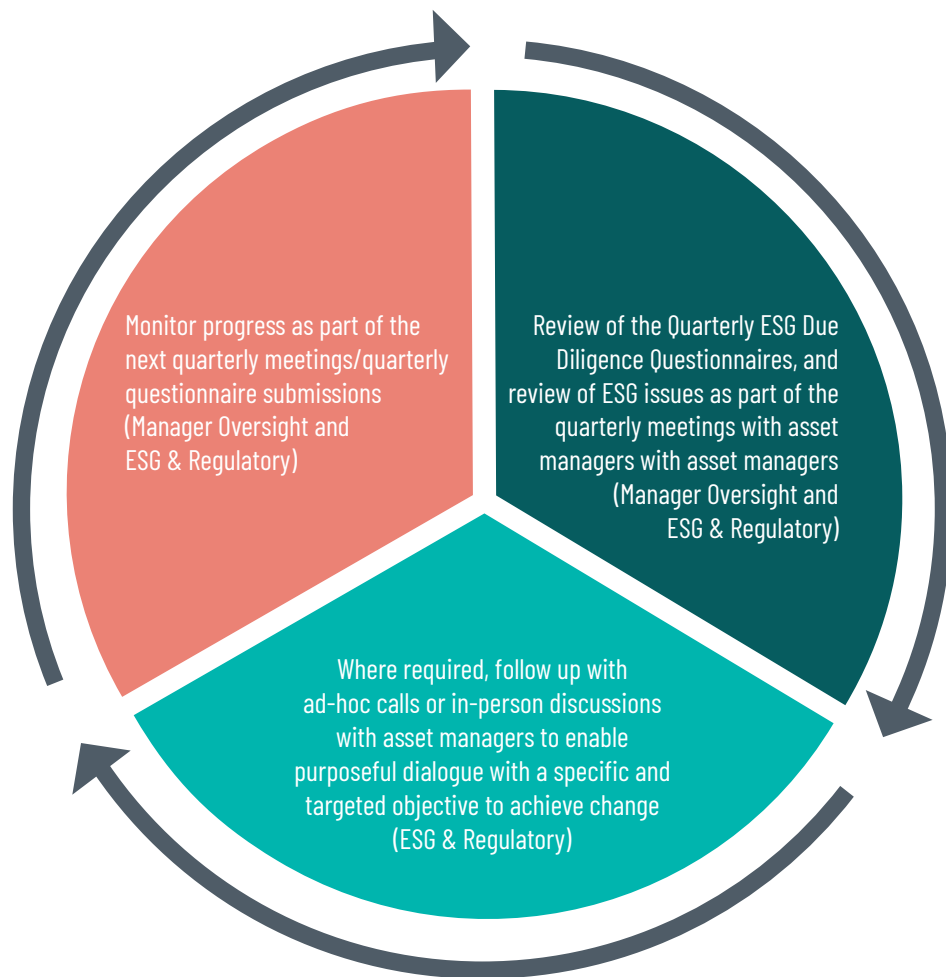 Monitor progress as part of the
next quarterly meetings/quarterly
questionnaire submissions
(Manager Oversight and
ESG & Regulatory)
Review of the Quarterly ESG Due
Diligence Questionnaires, and
review of ESG issues as part of the
quarterly meetings with asset
managers with asset managers
(Manager Oversight and
ESG & Regulatory)
Where required, follow up with
ad-hoc calls or in-person discussions
with asset managers to enable
purposeful dialogue with a specific and
targeted objective to achieve change
(ESG & Regulatory)